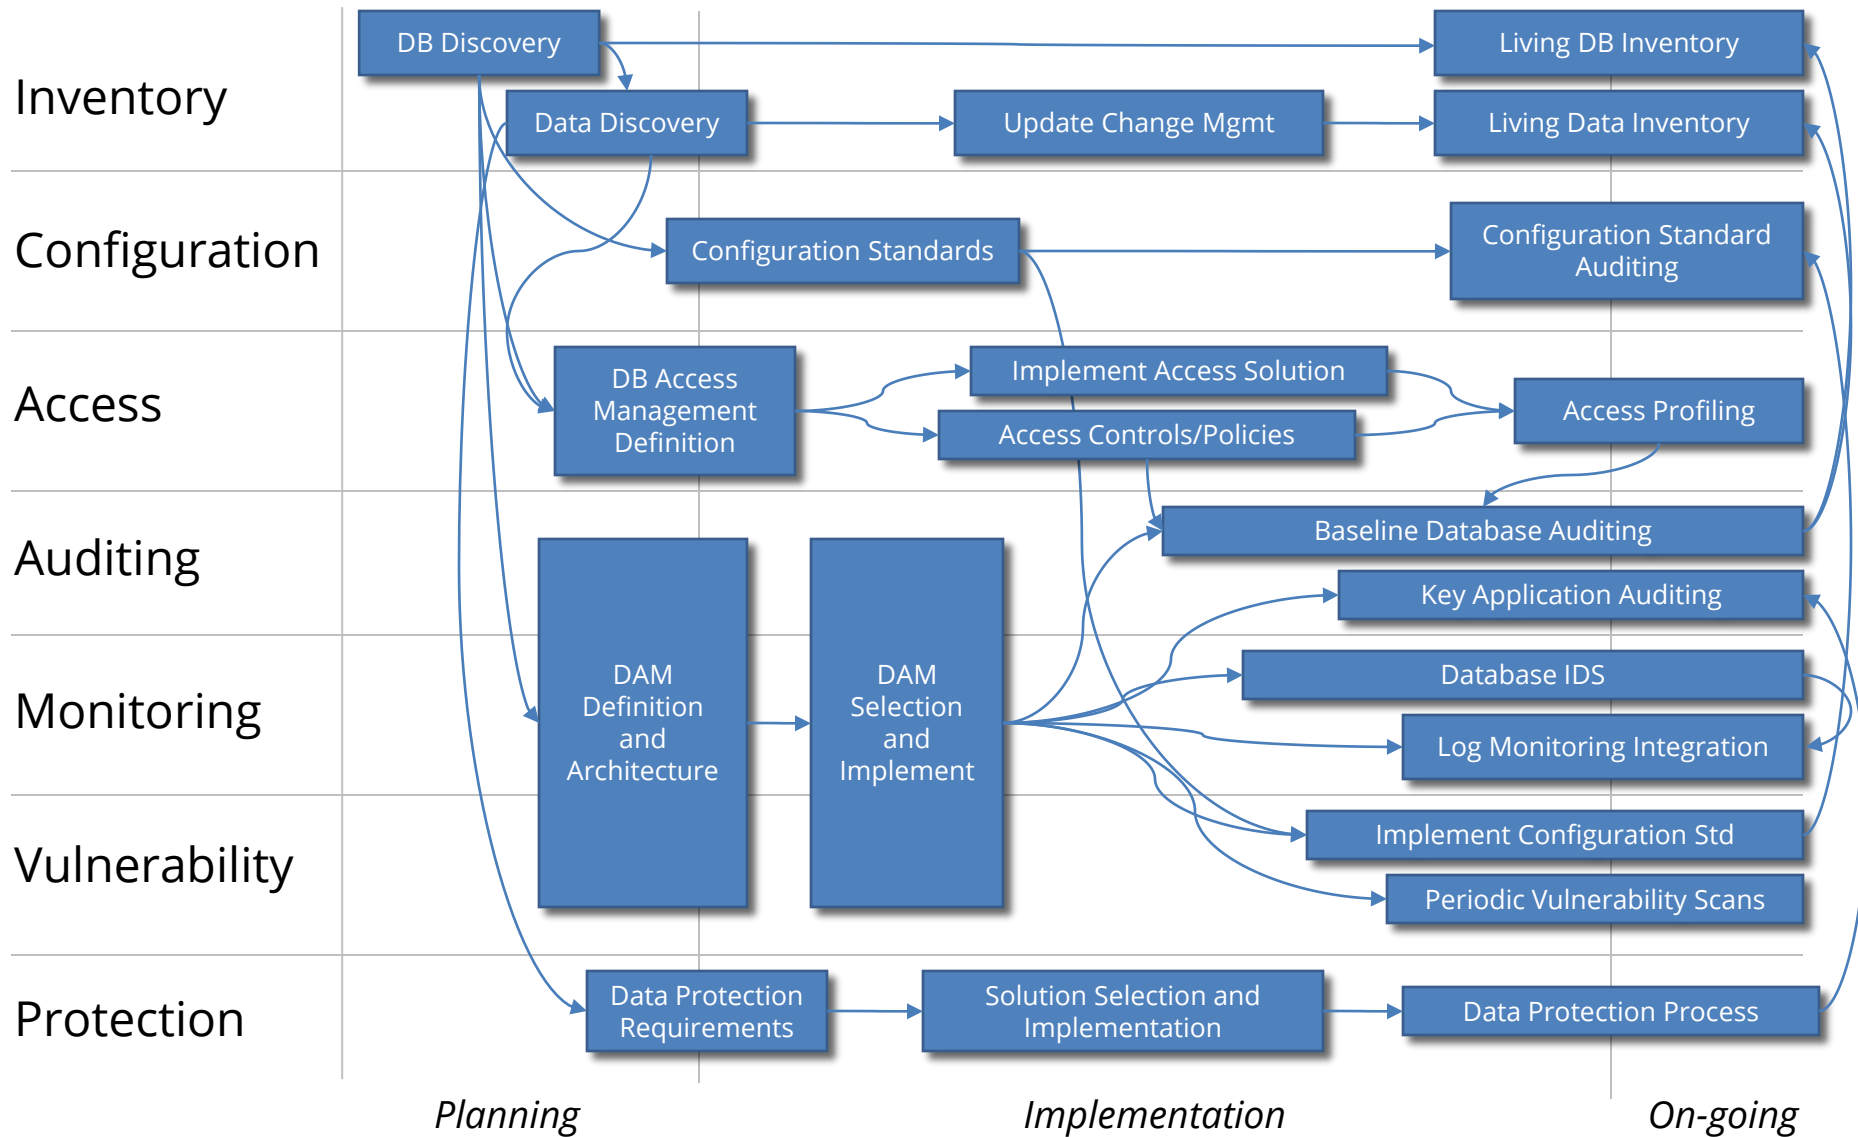 Inventory
DB Discovery
Living DB Inventory
Data Discovery
Update Change Mgmt
Living Data Inventory
Configuration
Configuration Standards
Configuration Standard
Auditing
Access
DB Access
Management
Definition
Implement Access Solution
Access Controls/Policies
Access Profiling
Auditing
Baseline Database Auditing
Key Application Auditing
Monitoring
DAM
Definition
and
Architecture
DAM
Selection
and
Implement
Database IDS
Log Monitoring Integration
Vulnerability
Implement Configuration Std
Periodic Vulnerability Scans
Protection
Data Protection
Requirements
Solution Selection and
Implementation
Data Protection Process
Planning
Implementation
On-going